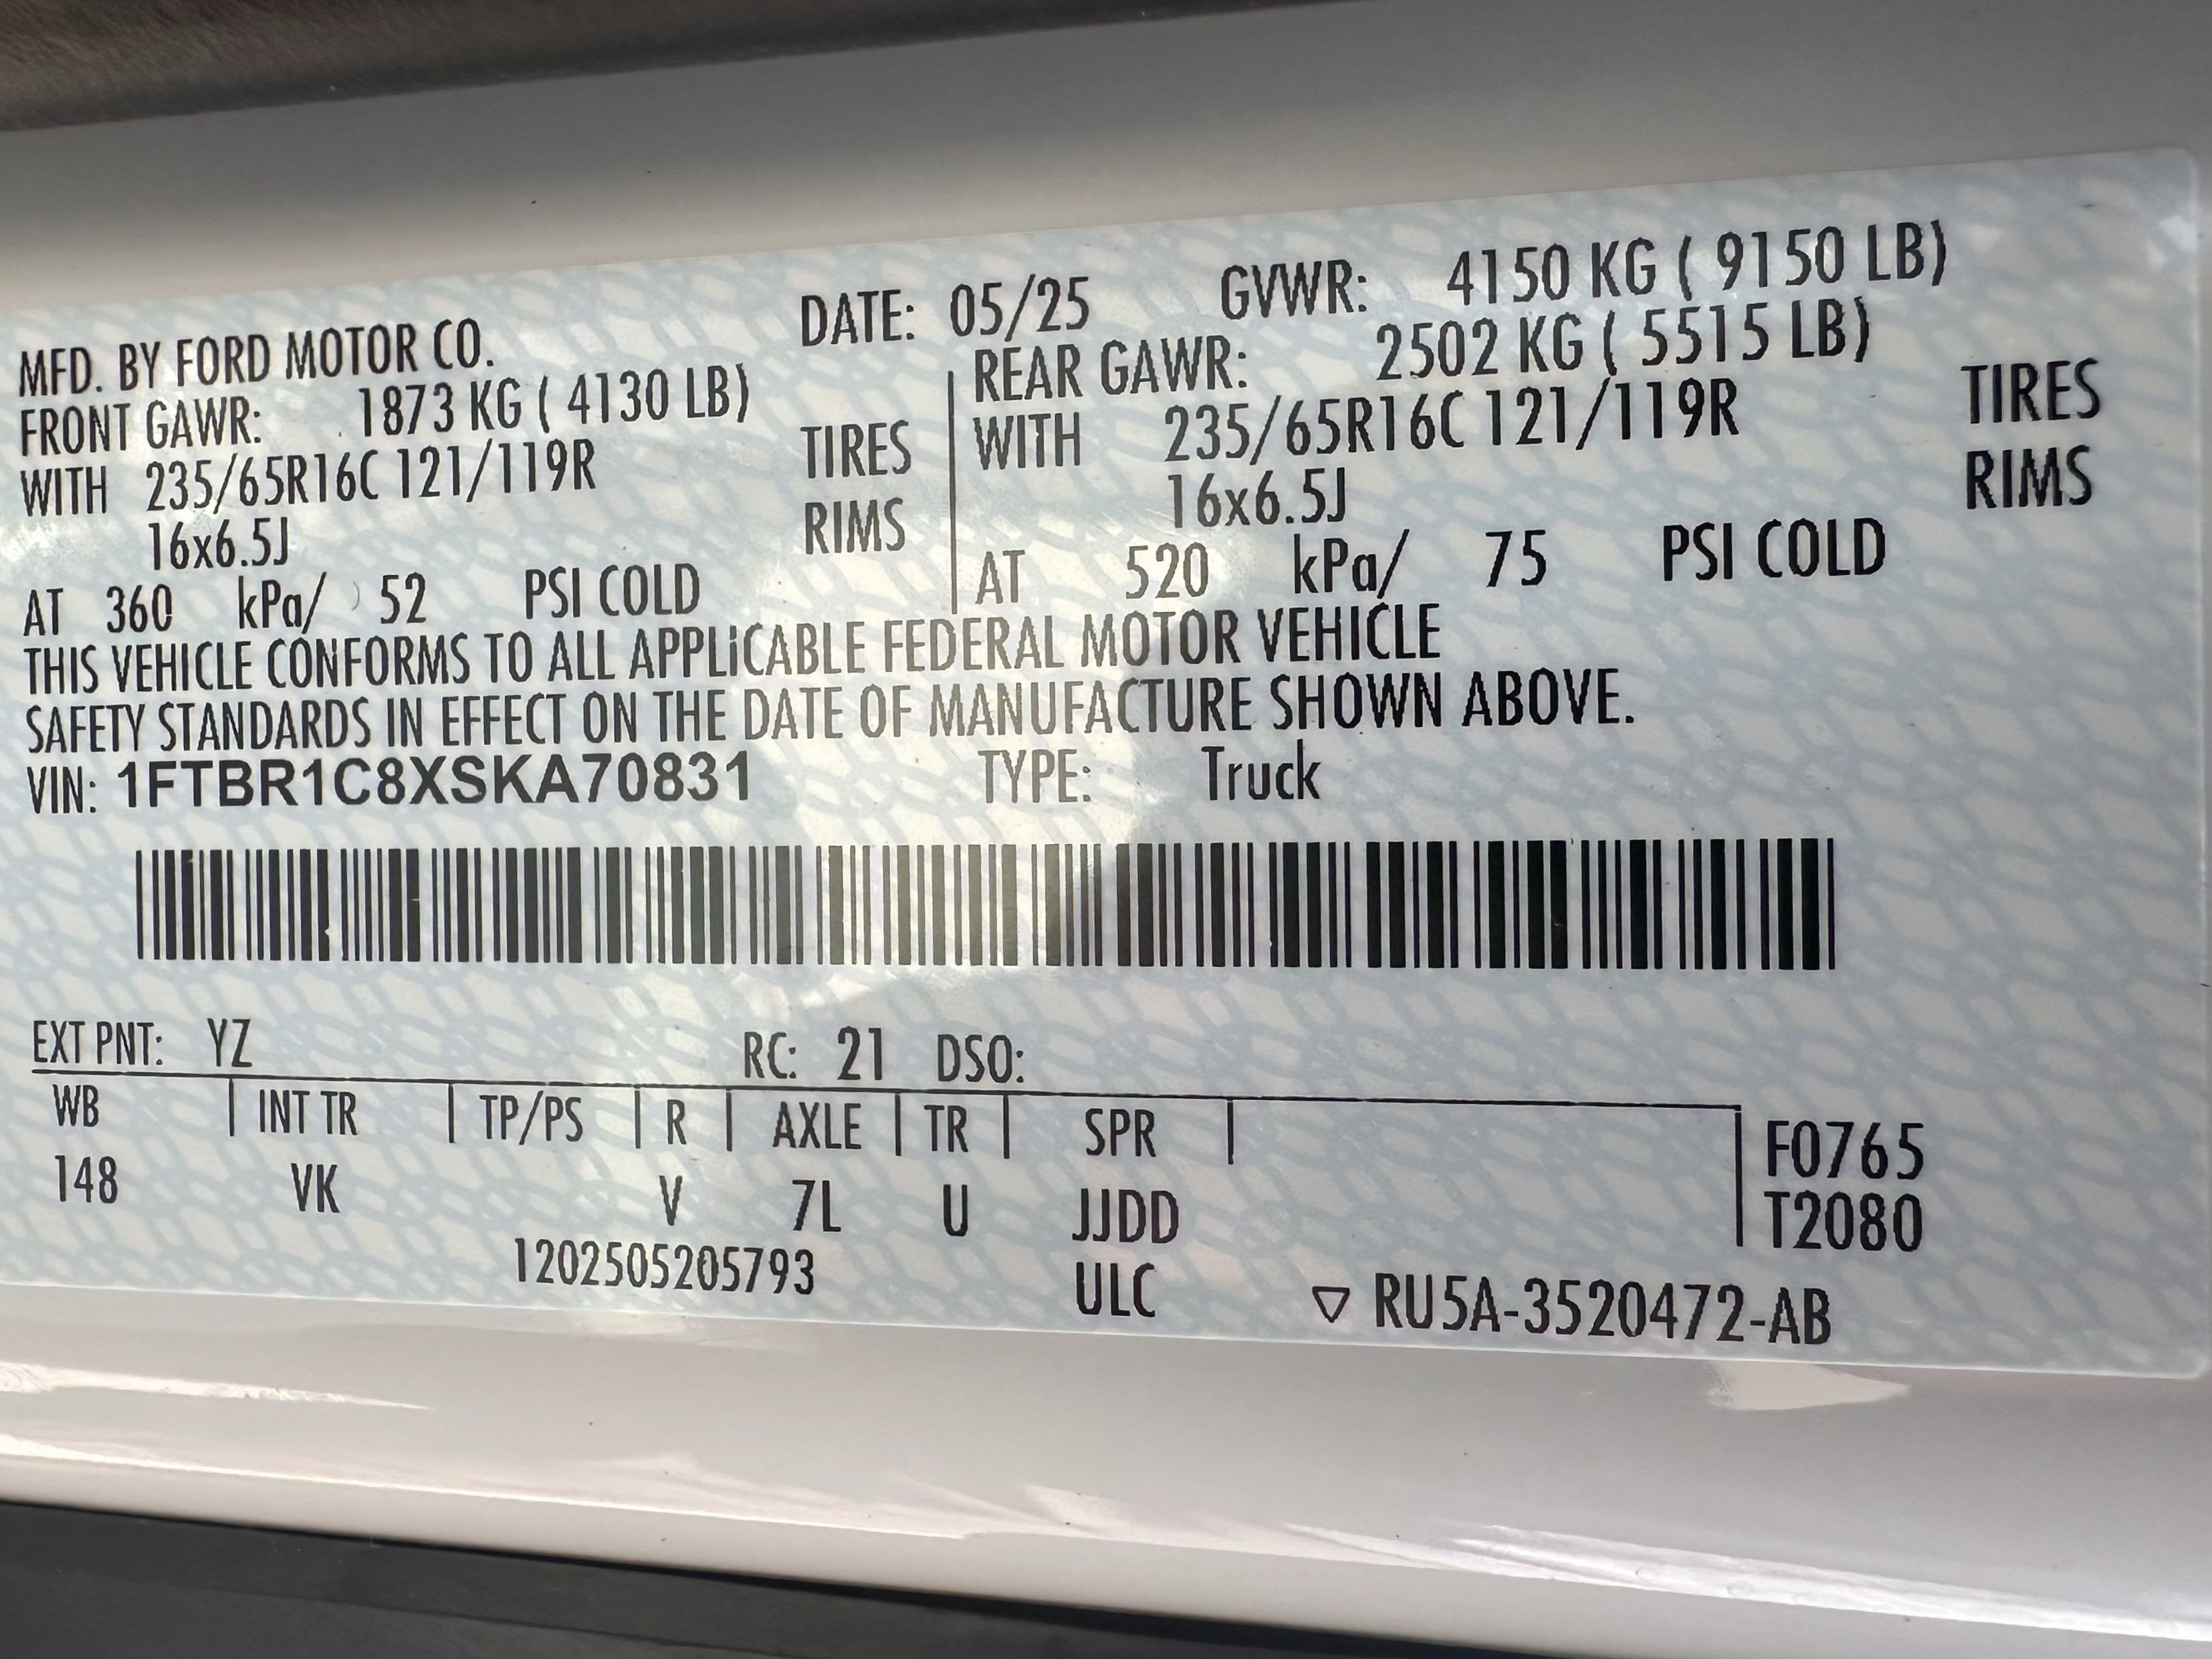 MFD. BY FORD MOTOR CO. DATE: 05/25 GVWR: 4150 KG ( 9150 LB)
FRONT GAWR: 1873 KG ( 4130 LB) REAR GAWR: 2502 KG ( 5515 LB)
WITH 235/65R16C 121/119R TIRES WITH 235/65R16C 121/119R TIRES
16x6.5J RIMS 16x6.5J RIMS
AT 360 kPa/ 52 PSI COLD AT 520 kPa/ 75 PSI COLD
THIS VEHICLE CONFORMS TO ALL APPLiCABLE FEDERAL MOTOR VEHICLE
SAFETY STANDARDS IN EFFECT ON THE DATE OF MANUFACTURE SHOWN ABOVE.
VIN: 1FTBR1C8XSKA70831 TYPE: Truck
EXT PNT: YZ RC: 21 DSO:
WB | INT TR | TP/PS | R | AXLE | TR | SPR | F0765
148 VK V 7L U JJDD T2080
1202505205793 ULC ▽ RU5A-3520472-AB